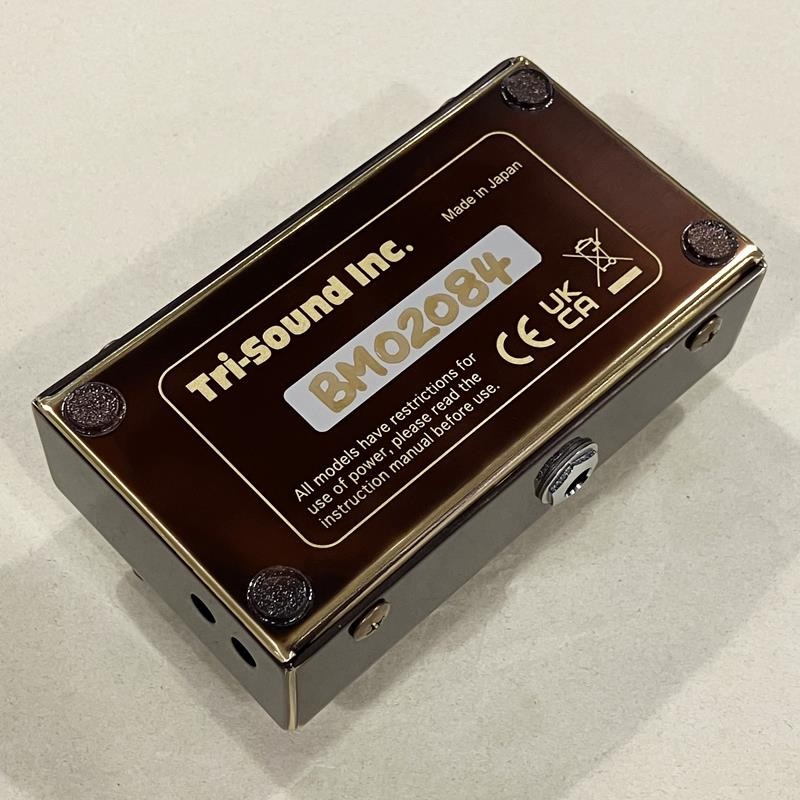 Made in Japan
Tri-Sound Inc.
BM02084
CE UK
CA
All models have restrictions for
use of power, please read the
instruction manual before use.